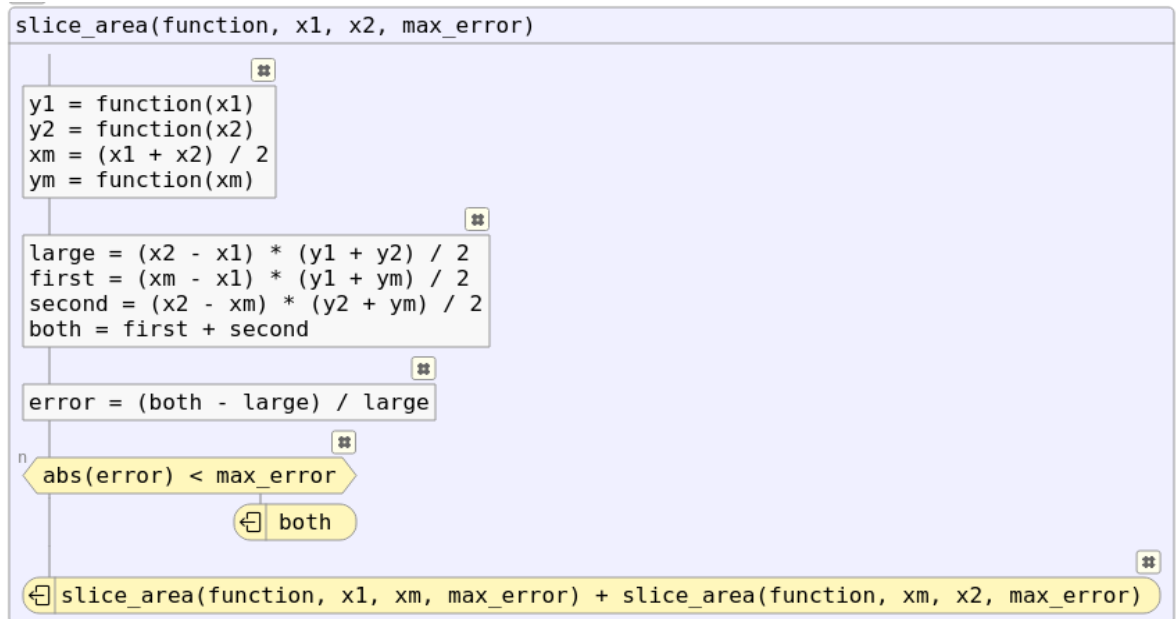 slice_area(function, x1, x2, max_error)
y1 = function(x1)
y2 = function(x2)
xm = (x1 + x2) / 2
ym = function(xm)
large = (x2 - x1) * (y1 + y2) / 2
first = (xm - x1) * (y1 + ym) / 2
second = (x2 - xm) * (y2 + ym) / 2
both = first + second
error = (both - large) / large
n
abs(error) < max_error
both
slice_area(function, x1, xm, max_error) + slice_area(function, xm, x2, max_error)